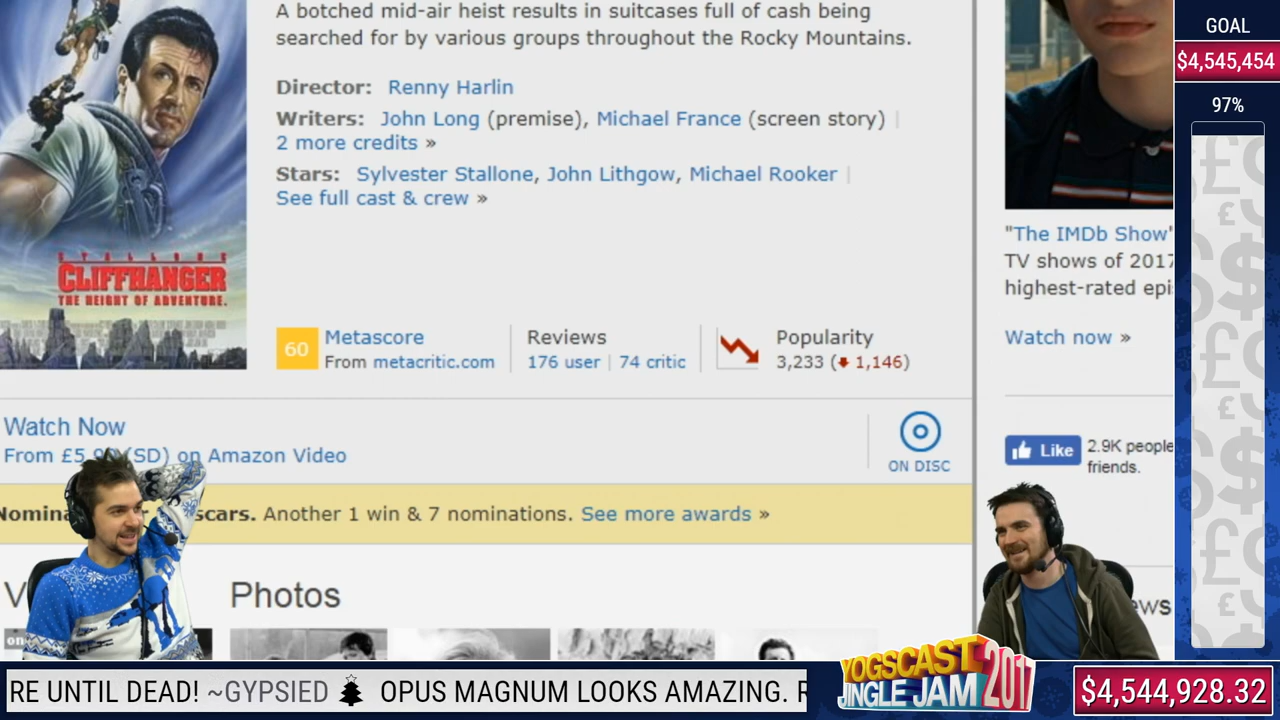 A botched mid-air heist results in suitcases full of cash being
searched for by various groups throughout the Rocky Mountains.
Director: Renny Harlin
Writers: John Long (premise), Michael France (screen story) |
2 more credits »
Stars: Sylvester Stallone, John Lithgow, Michael Rooker |
See full cast & crew »
STALLONE
CLIFFHANGER
THE HEIGHT OF ADVENTURE.
60 Metascore
From metacritic.com
Reviews
176 user | 74 critic
Popularity
3,233 (1,146)
Watch Now
From £5.99 (SD) on Amazon Video
ON DISC
scars. Another 1 win & 7 nominations. See more awards »
Photos
"The IMDb Show"
TV shows of 2017
highest-rated epi
Watch now »
Like 2.9K people
friends.
GOAL
$4,545,454
97%
RE UNTIL DEAD! ~GYPSIED OPUS MAGNUM LOOKS AMAZING. R
YOGSCAST
JINGLE JAM 2017
$4,544,928.32